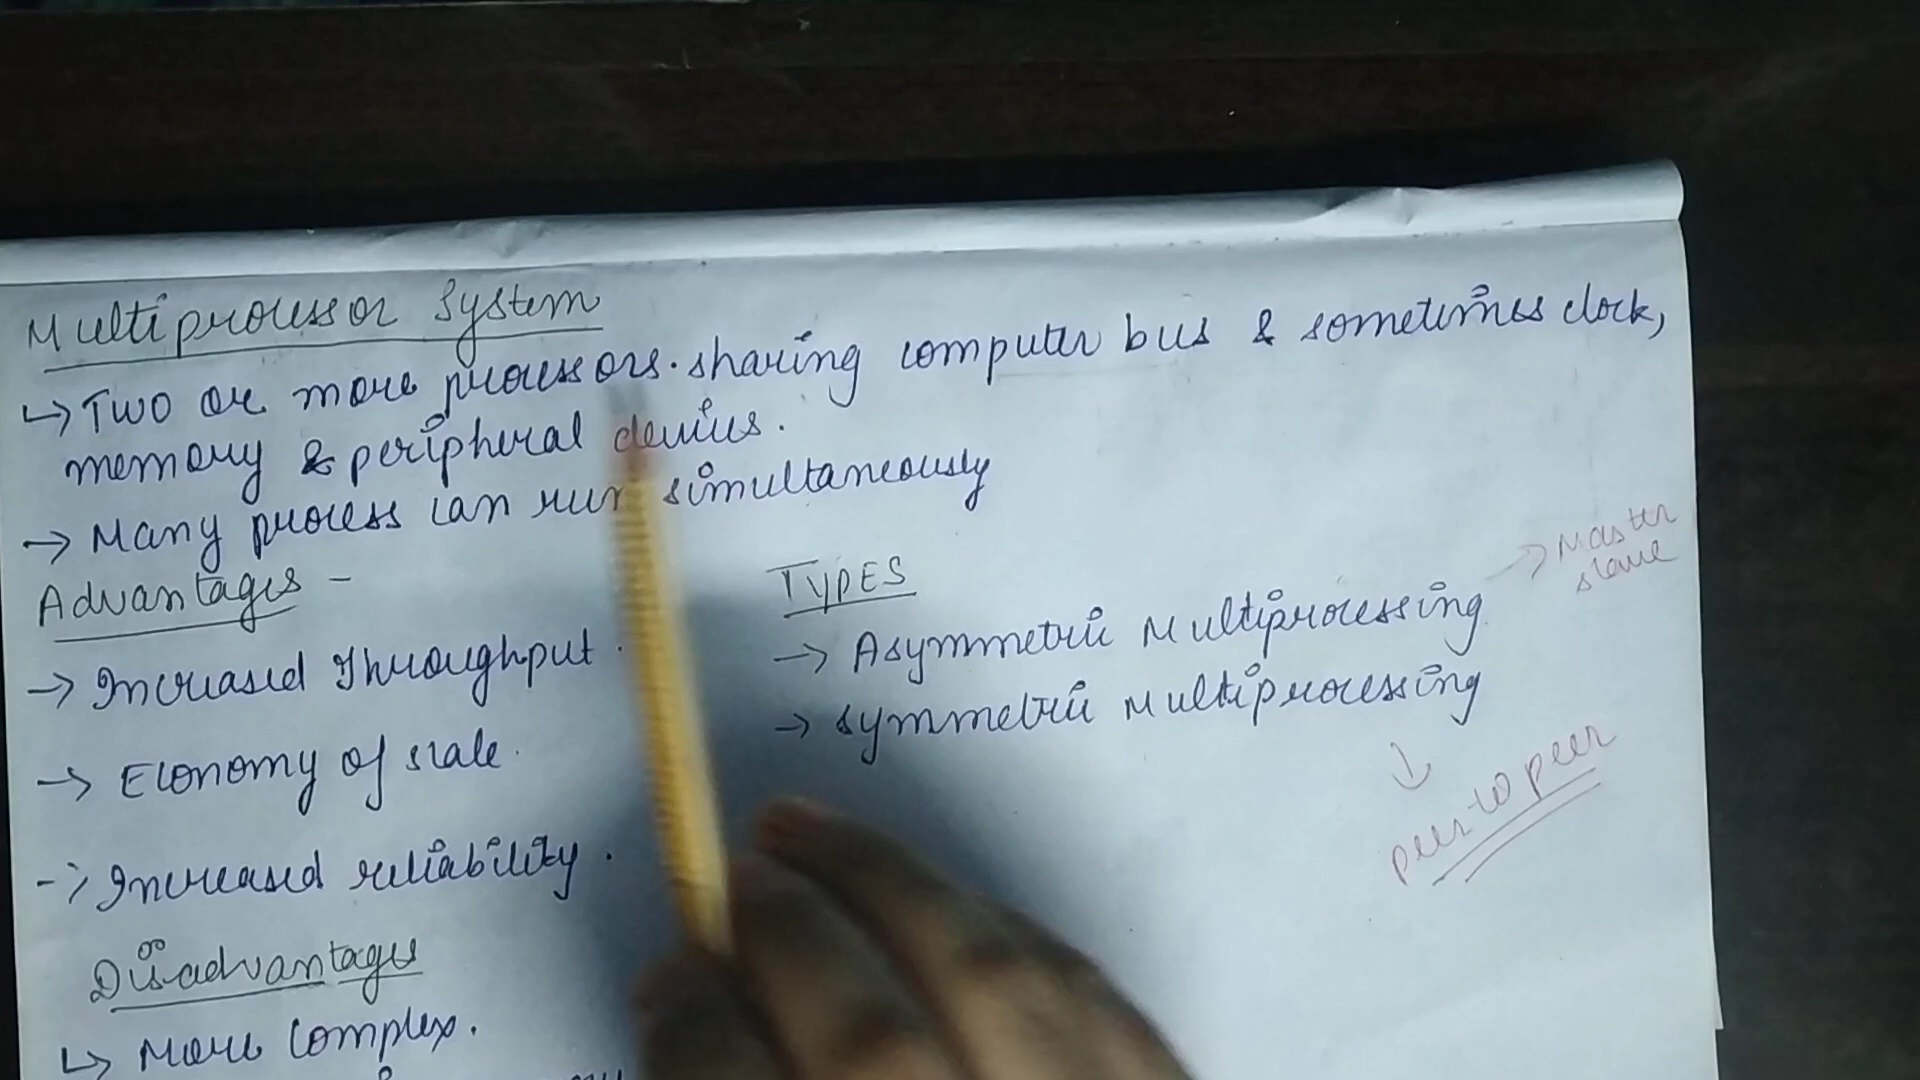 Multiprocessor System
↳ Two or more processors. sharing computer bus & sometimes clock,
memory & peripheral devices.
→ Many process can run simultaneously
Advantages -
→ Increased Throughput.
→ Economy of scale.
→ Increased reliability.
Disadvantages
↳ More complex.
TYPES
→ Asymmetric Multiprocessing
→ Master
slave
→ Symmetric Multiprocessing
↓
peer to peer